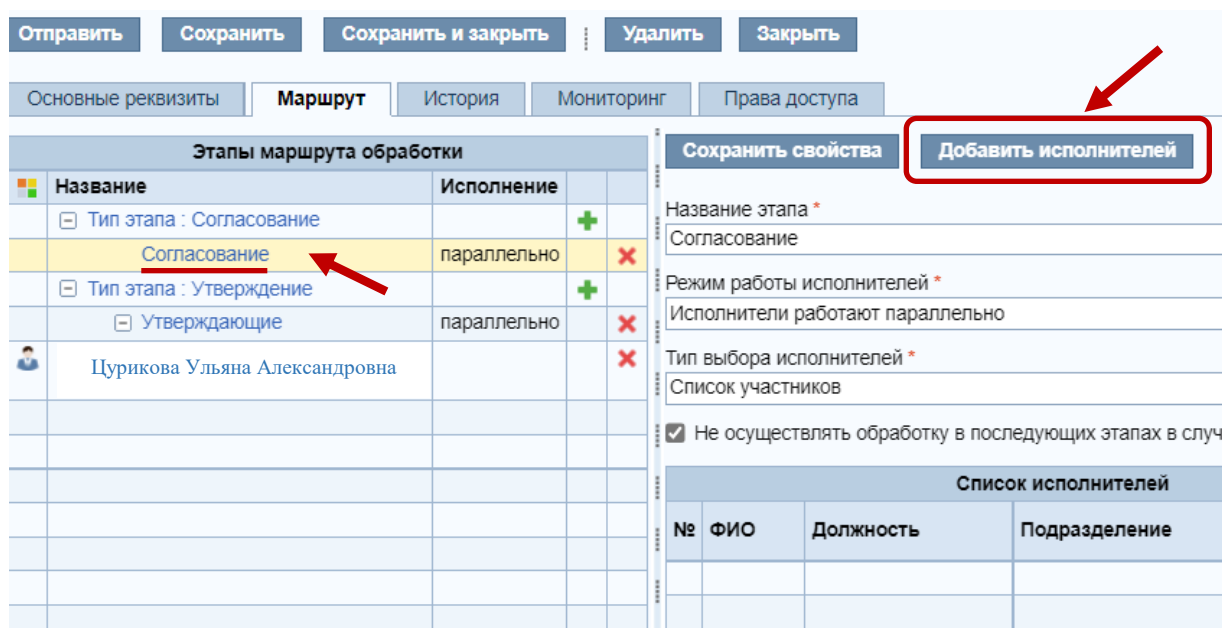 Отправить Сохранить Сохранить и закрыть Удалить Закрыть
Основные реквизиты Маршрут История Мониторинг Права доступа
Этапы маршрута обработки
Название Исполнение
Тип этапа : Согласование
Согласование параллельно
Тип этапа : Утверждение
Утверждающие параллельно
Цурикова Ульяна Александровна
Сохранить свойства Добавить исполнителей
Название этапа *
Согласование
Режим работы исполнителей *
Исполнители работают параллельно
Тип выбора исполнителей *
Список участников
Не осуществлять обработку в последующих этапах в случ
Список исполнителей
№ ФИО Должность Подразделение